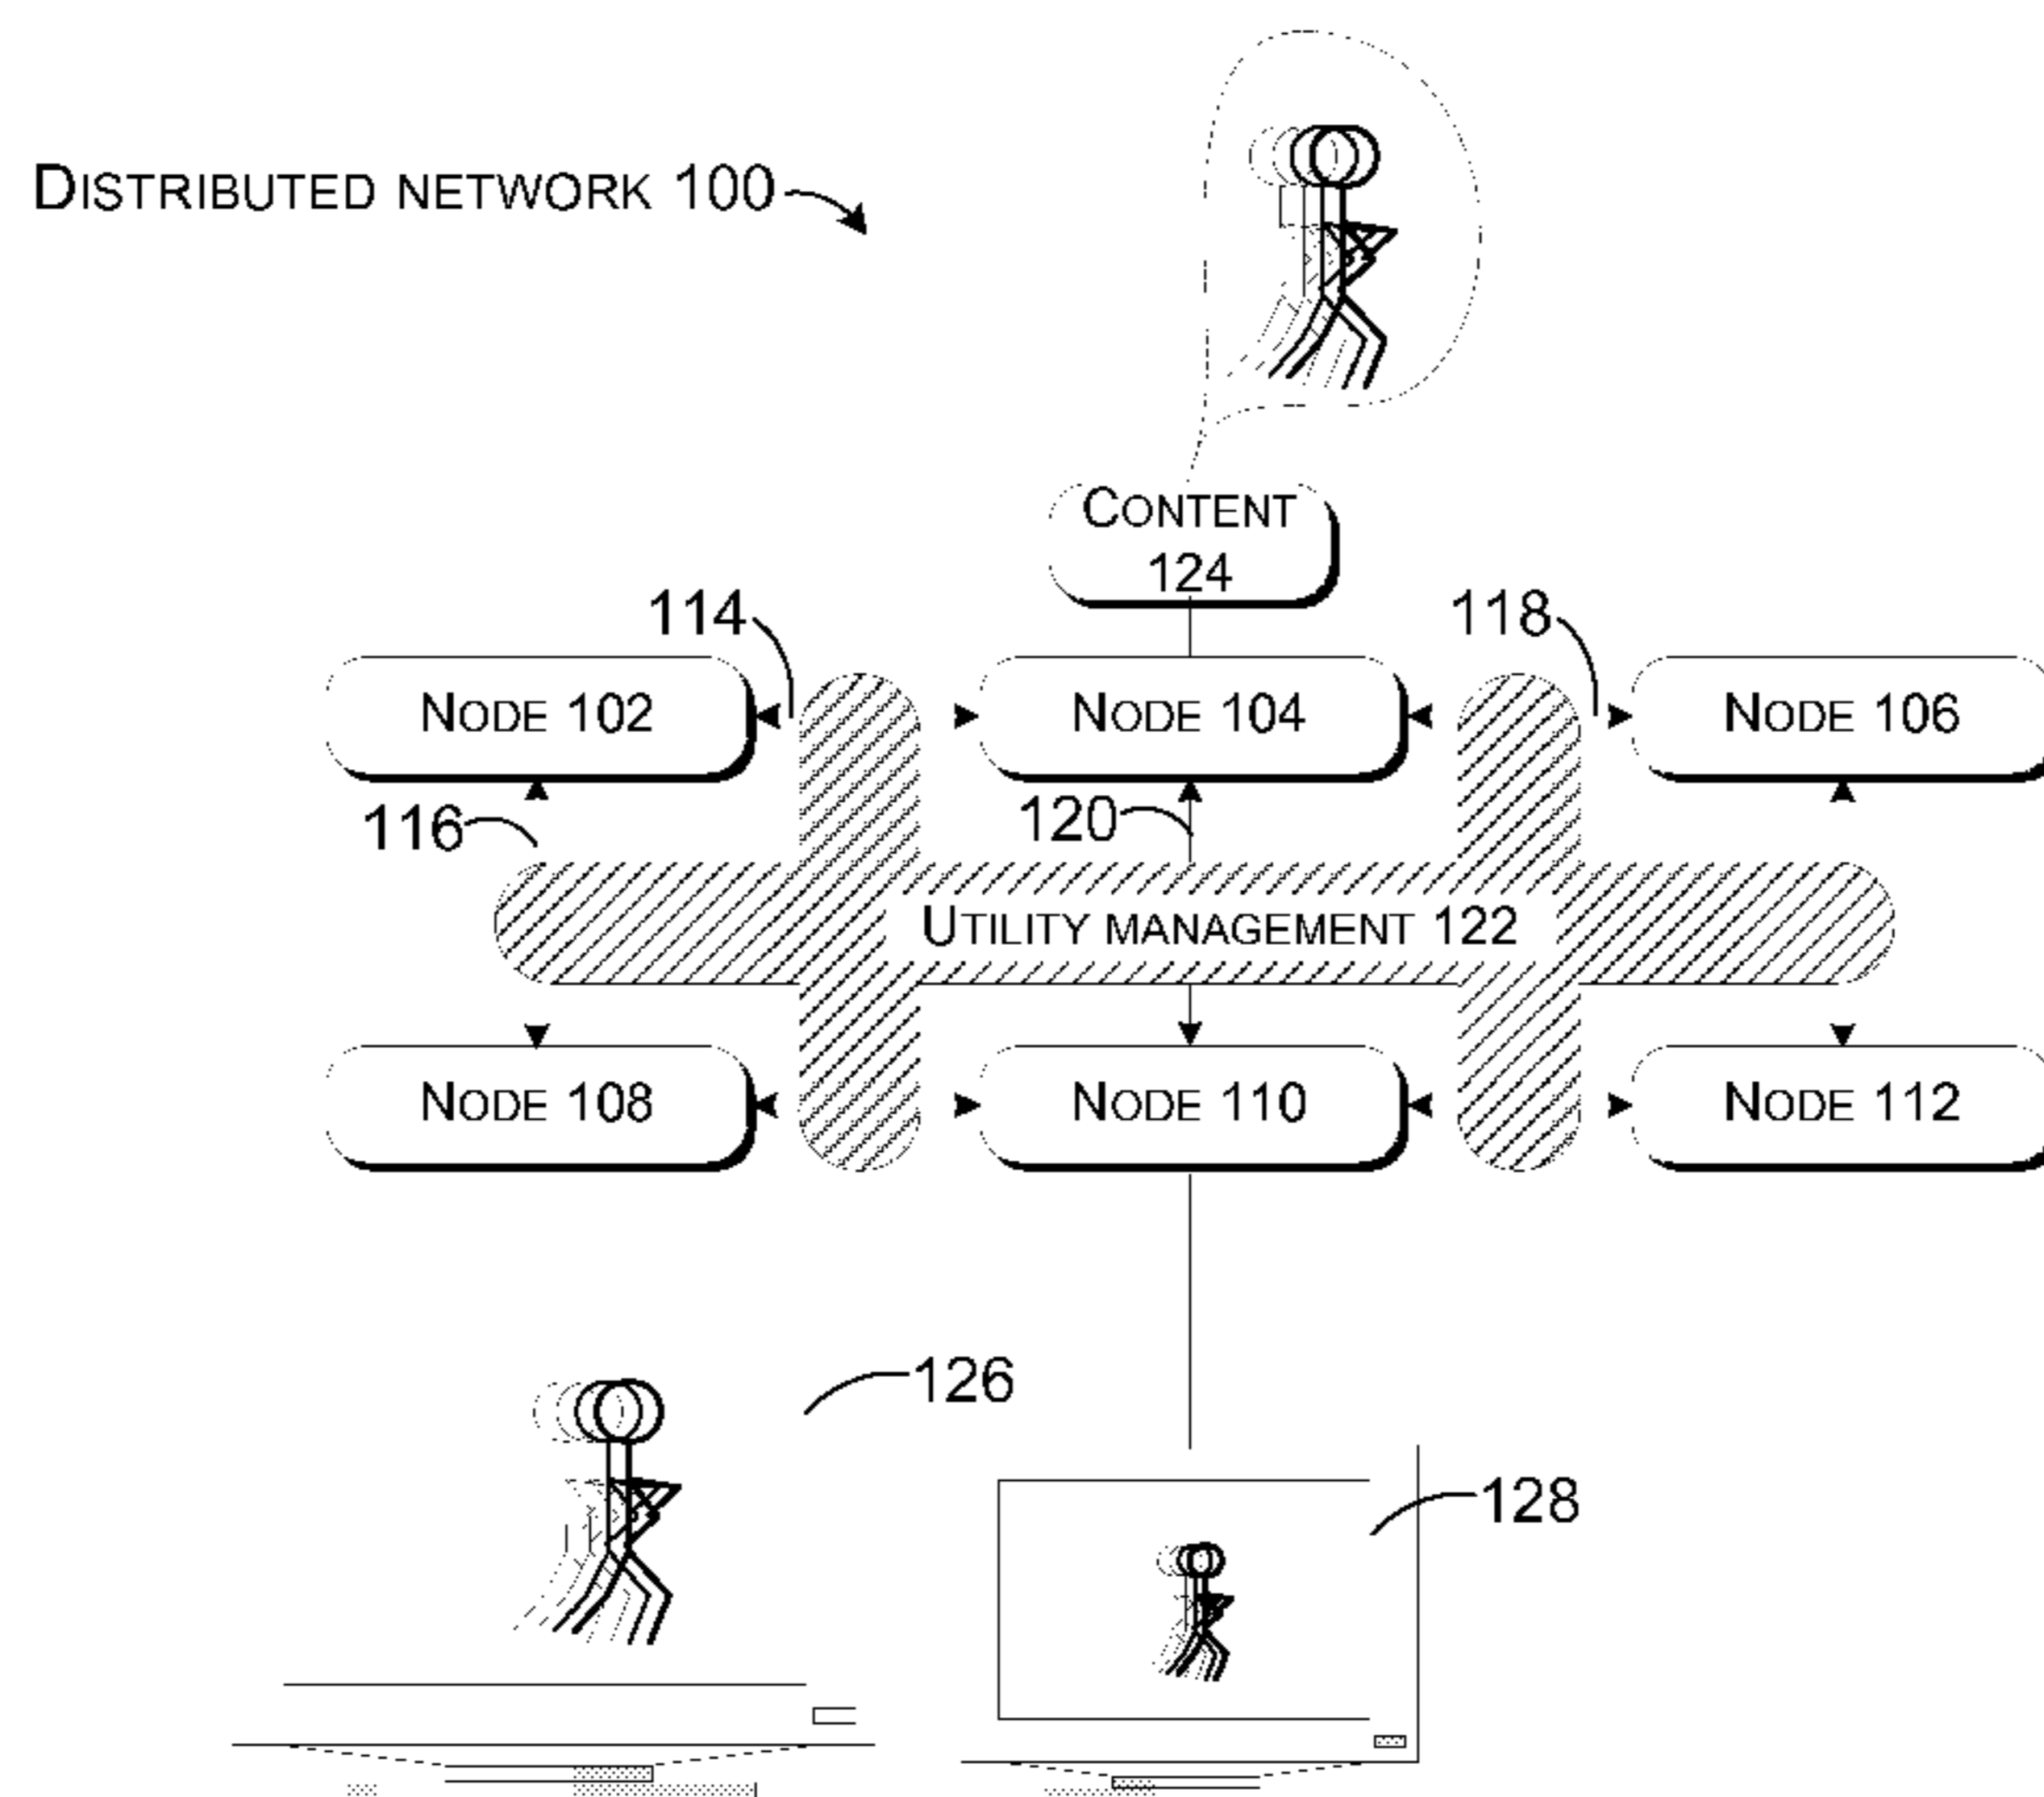 DISTRIBUTED NETWORK 100
CONTENT
124
114
118
NODE 102
NODE 104
NODE 106
116
120
UTILITY MANAGEMENT 122
NODE 108
NODE 110
NODE 112
126
128